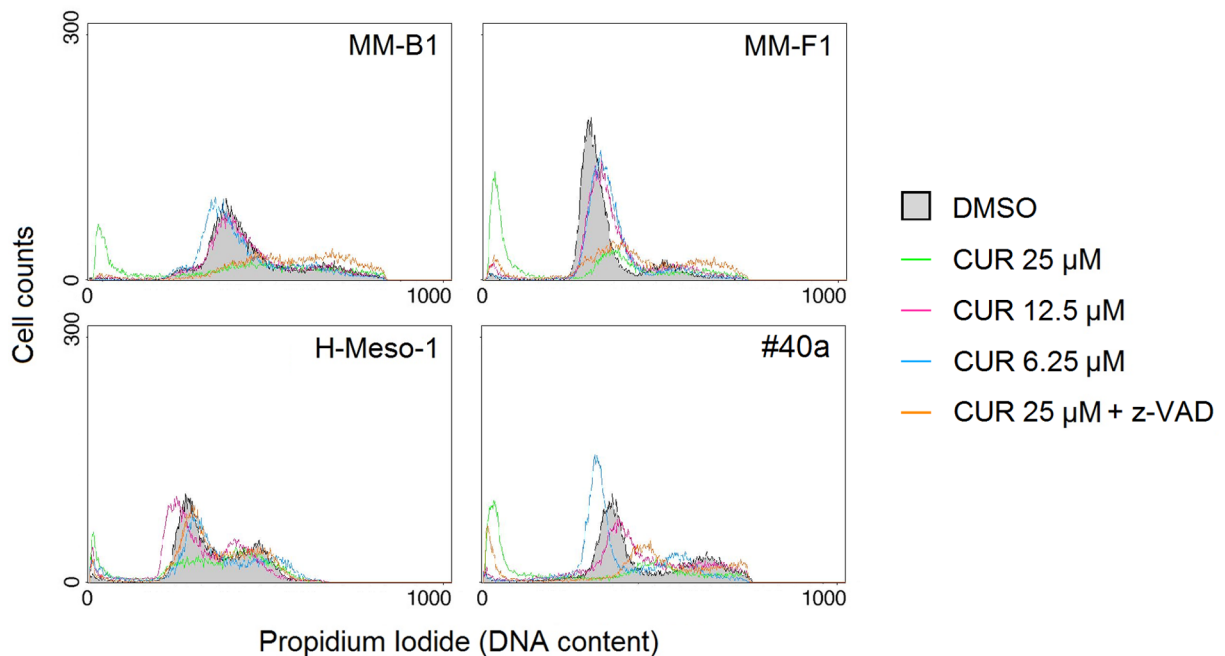 300
MM-B1
MM-F1
Cell counts
0
0
1000
0
1000
300
H-Meso-1
#40a
0
0
1000
0
1000
Propidium Iodide (DNA content)
DMSO
CUR 25 µM
CUR 12.5 µM
CUR 6.25 µM
CUR 25 µM + z-VAD